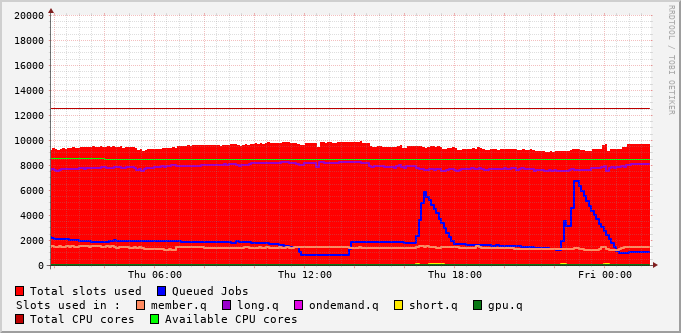 20000
18000
16000
14000
12000
10000
8000
6000
4000
2000
0
Thu 06:00 Thu 12:00 Thu 18:00 Fri 00:00
RRDTOOL / TOBI OETIKER
Total slots used Queued Jobs
Slots used in : member.q long.q ondemand.q short.q gpu.q
Total CPU cores Available CPU cores